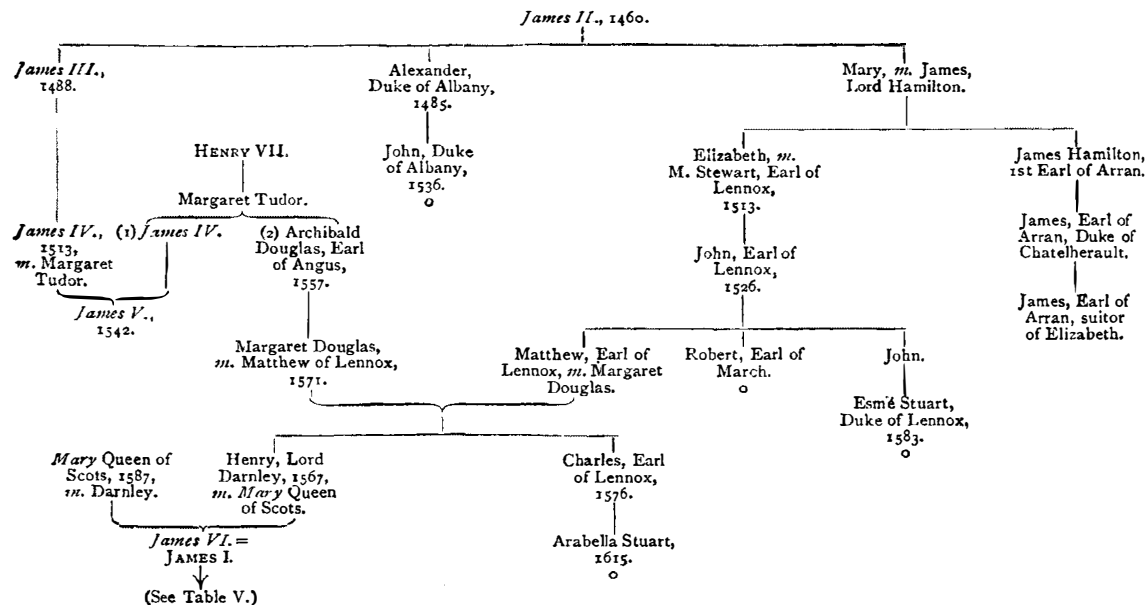 James II., 1460.
James III.,
1488.
Alexander,
Duke of Albany,
1485.
Mary, m. James,
Lord Hamilton.
HENRY VII.
John, Duke
of Albany,
1536.
Elizabeth, m.
M. Stewart, Earl of
Lennox,
1513.
James Hamilton,
1st Earl of Arran.
Margaret Tudor.
James IV.,
1513,
m. Margaret
Tudor.
(1) James IV.
(2) Archibald
Douglas, Earl
of Angus,
1557.
John, Earl of
Lennox,
1526.
James, Earl of
Arran, Duke of
Chatelherault.
James V.,
1542.
James, Earl of
Arran, suitor
of Elizabeth.
Margaret Douglas,
m. Matthew of Lennox,
1571.
Matthew, Earl of
Lennox, m. Margaret
Douglas.
Robert, Earl of
March.
John.
Esmé Stuart,
Duke of Lennox,
1583.
Mary Queen of
Scots, 1587,
m. Darnley.
Henry, Lord
Darnley, 1567,
m. Mary Queen
of Scots.
Charles, Earl
of Lennox,
1576.
James VI. =
JAMES I.
Arabella Stuart,
1615.
(See Table V.)